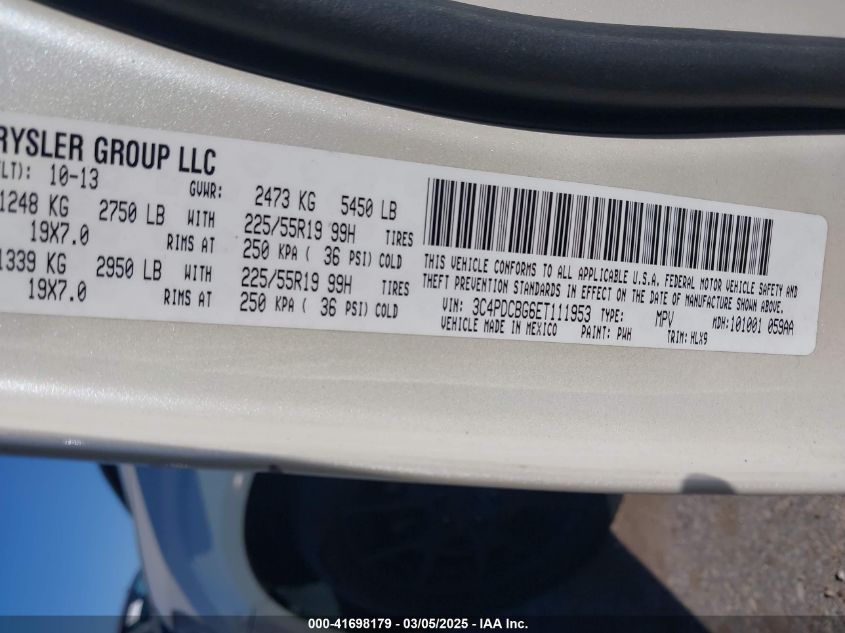 RYSLER GROUP LLC
LT): 10-13 GVWR: 2473 KG 5450 LB
1248 KG 2750 LB WITH 225/55R19 99H TIRES
19X7.0 RIMS AT 250 KPA ( 36 PSI) COLD
1339 KG 2950 LB WITH 225/55R19 99H TIRES
19X7.0 RIMS AT 250 KPA ( 36 PSI) COLD
THIS VEHICLE CONFORMS TO ALL APPLICABLE U.S.A. FEDERAL MOTOR VEHICLE SAFETY AND
THEFT PREVENTION STANDARDS IN EFFECT ON THE DATE OF MANUFACTURE SHOWN ABOVE.
VIN: 3C4PDCBG6ET111953 TYPE: MPV MDH:101001 059AA
VEHICLE MADE IN MEXICO PAINT: PWH TRIM: HLX9
000-41698179 / 03/05/2025 - IAA Inc.